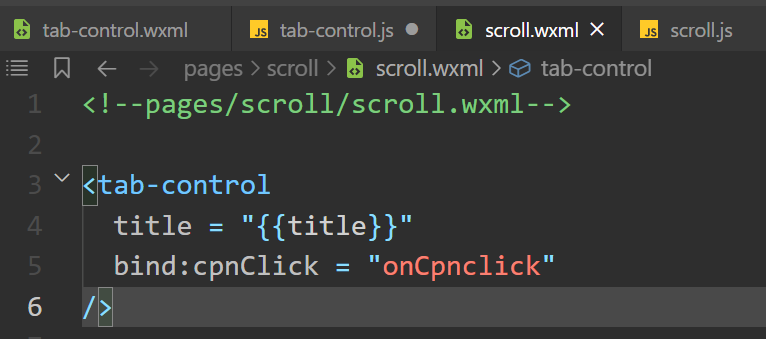 tab-control.wxml JS tab-control.js scroll.wxml JS scroll.js
pages > scroll > scroll.wxml > tab-control
1 <!--pages/scroll/scroll.wxml-->
2
3 <tab-control
4 title = "{{title}}"
5 bind:cpnClick = "onCpnclick"
6 />